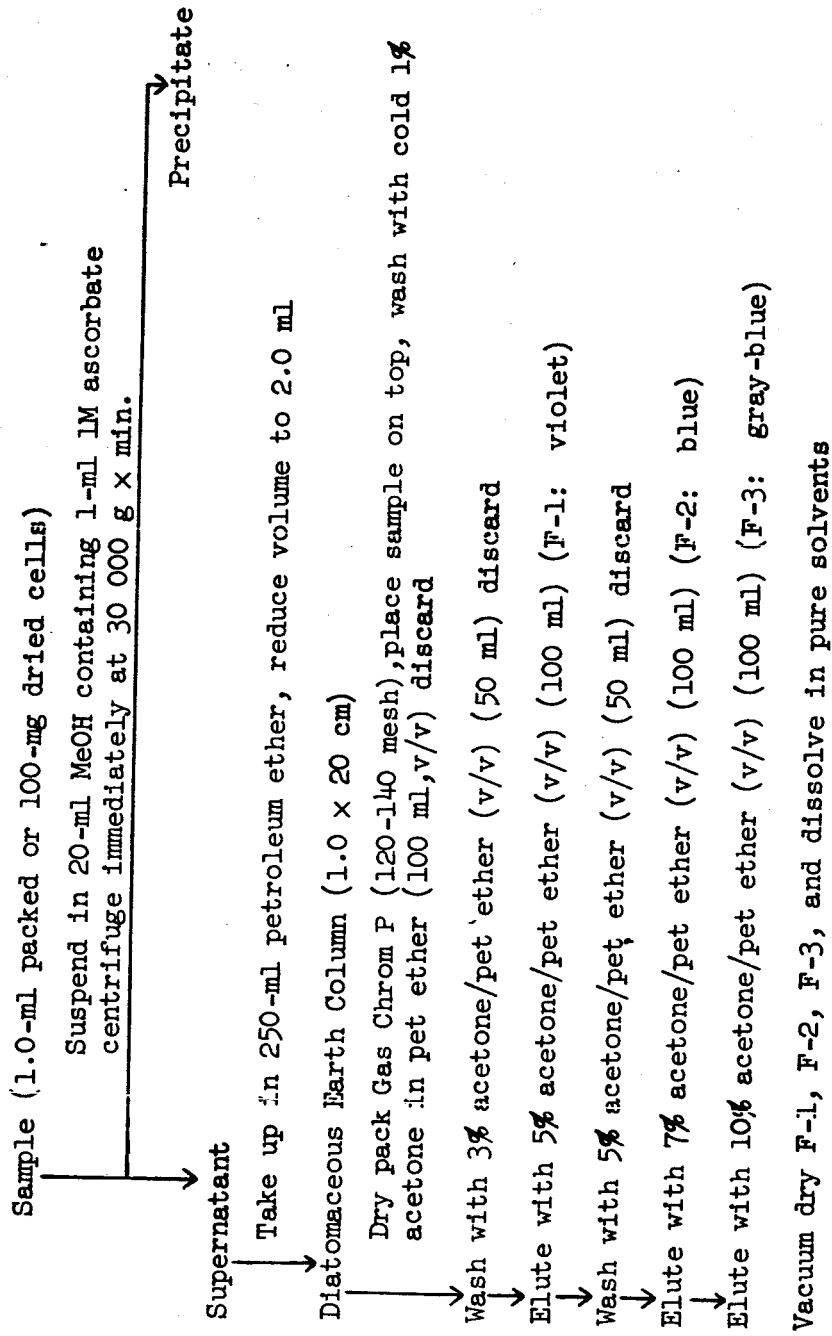 Sample (1.0-ml packed or 100-mg dried cells)
Suspend in 20-ml MeOH containing 1-ml 1M ascorbate
centrifuge immediately at 30 000 g × min.
Precipitate
Supernatant
Take up in 250-ml petroleum ether, reduce volume to 2.0 ml
Diatomaceous Earth Column (1.0 × 20 cm)
Dry pack Gas Chrom P (120-140 mesh),place sample on top, wash with cold 1%
acetone in pet ether (100 ml,v/v) discard
Wash with 3% acetone/pet ether (v/v) (50 ml) discard
Elute with 5% acetone/pet ether (v/v) (100 ml) (F-1: violet)
Wash with 5% acetone/pet ether (v/v) (50 ml) discard
Elute with 7% acetone/pet ether (v/v) (100 ml) (F-2: blue)
Elute with 10% acetone/pet ether (v/v) (100 ml) (F-3: gray-blue)
Vacuum dry F-1, F-2, F-3, and dissolve in pure solvents